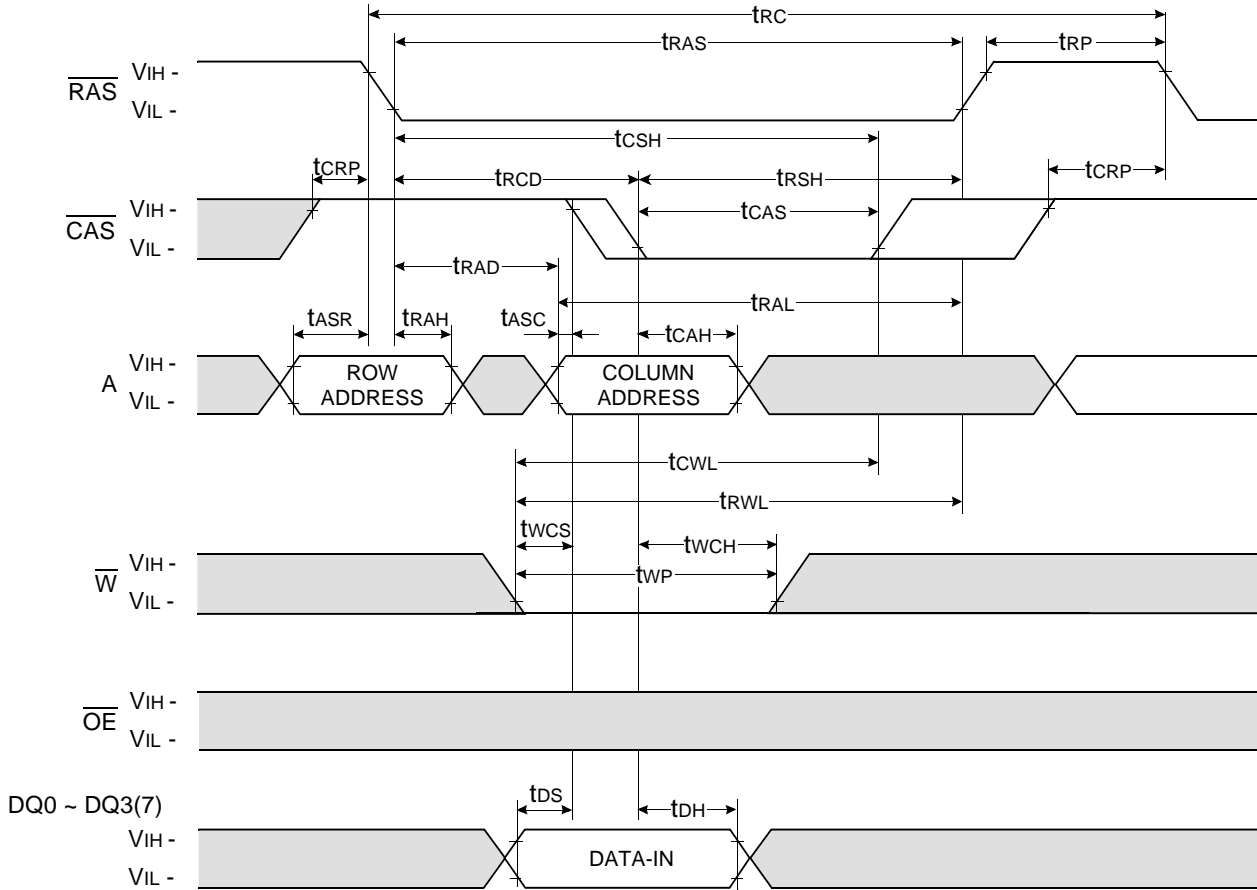 tRC
tRAS
tRP
RAS
VIH -
VIL -
tCSH
tCRP
tRCD
tRSH
tCRP
CAS
VIH -
VIL -
tCAS
tRAD
tRAL
tASR
tRAH
tASC
tCAH
A
VIH -
VIL -
ROW
ADDRESS
COLUMN
ADDRESS
tCWL
tRWL
tWCS
tWCH
W
VIH -
VIL -
tWP
OE
VIH -
VIL -
DQ0 ~ DQ3(7)
tDS
tDH
VIH -
VIL -
DATA-IN